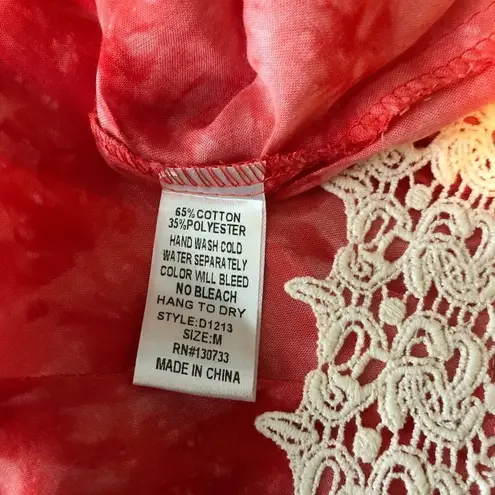 65%COTTON
35%POLYESTER
HAND WASH COLD
WATER SEPARATELY
COLOR WILL BLEED
NO BLEACH
HANG TO DRY
STYLE:D1213
SIZE:M
RN#130733
MADE IN CHINA